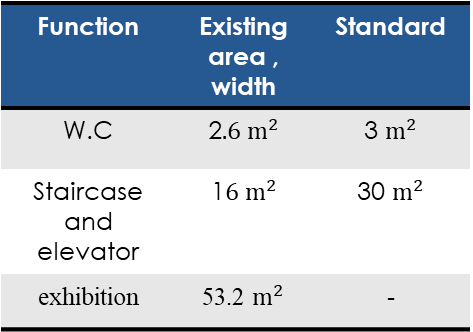 Function Existing area , width Standard
W.C 2.6 m² 3 m²
Staircase and elevator 16 m² 30 m²
exhibition 53.2 m² -